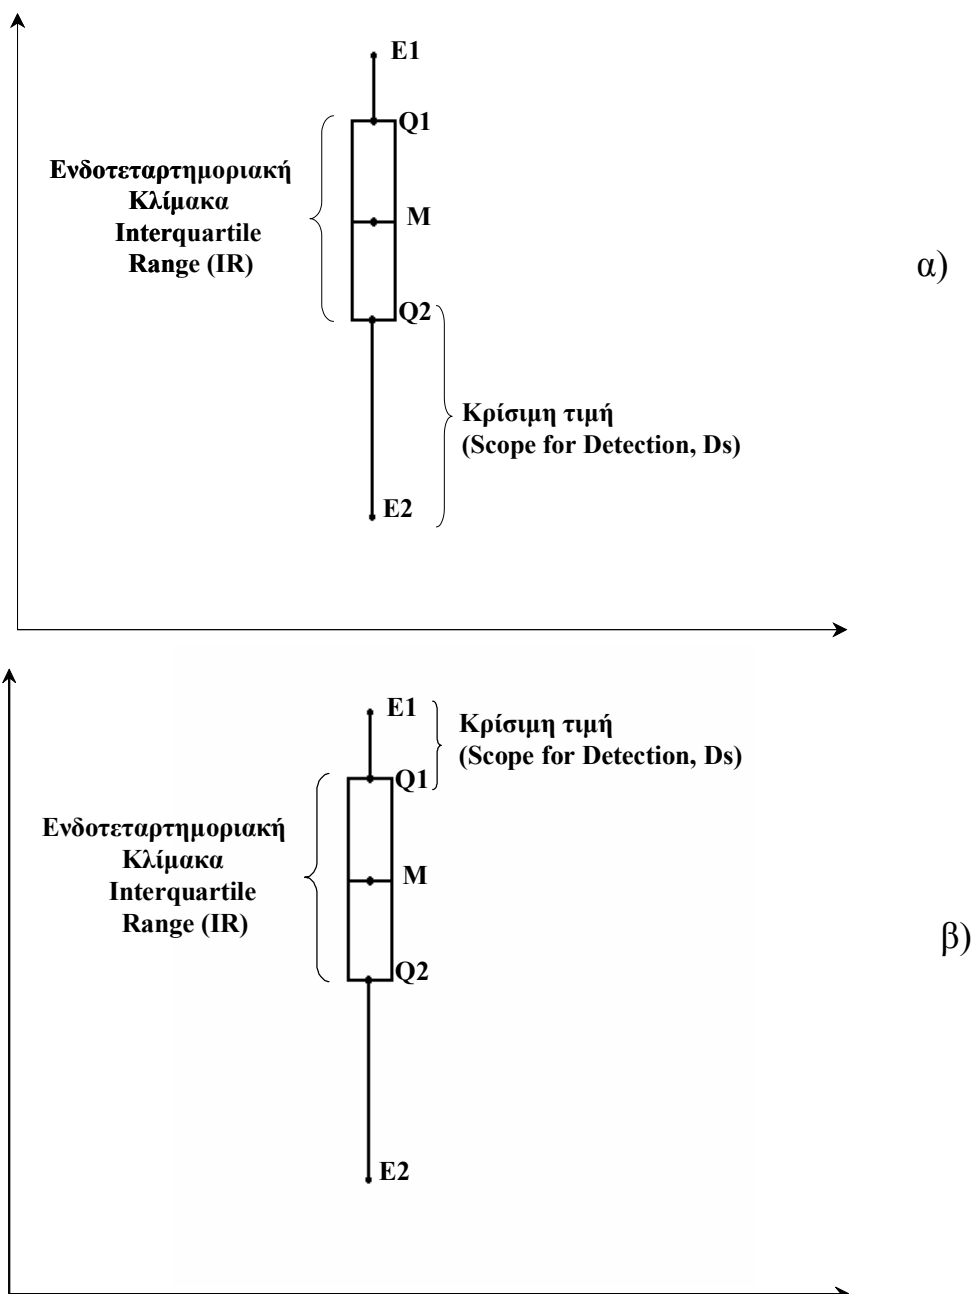 E1
Q1
Ενδοτεταρτημοριακή
Κλίμακα
Interquartile
Range (IR)
M
α)
Q2
Κρίσιμη τιμή
(Scope for Detection, Ds)
E2
E1
Κρίσιμη τιμή
(Scope for Detection, Ds)
Q1
Ενδοτεταρτημοριακή
Κλίμακα
Interquartile
Range (IR)
M
β)
Q2
E2